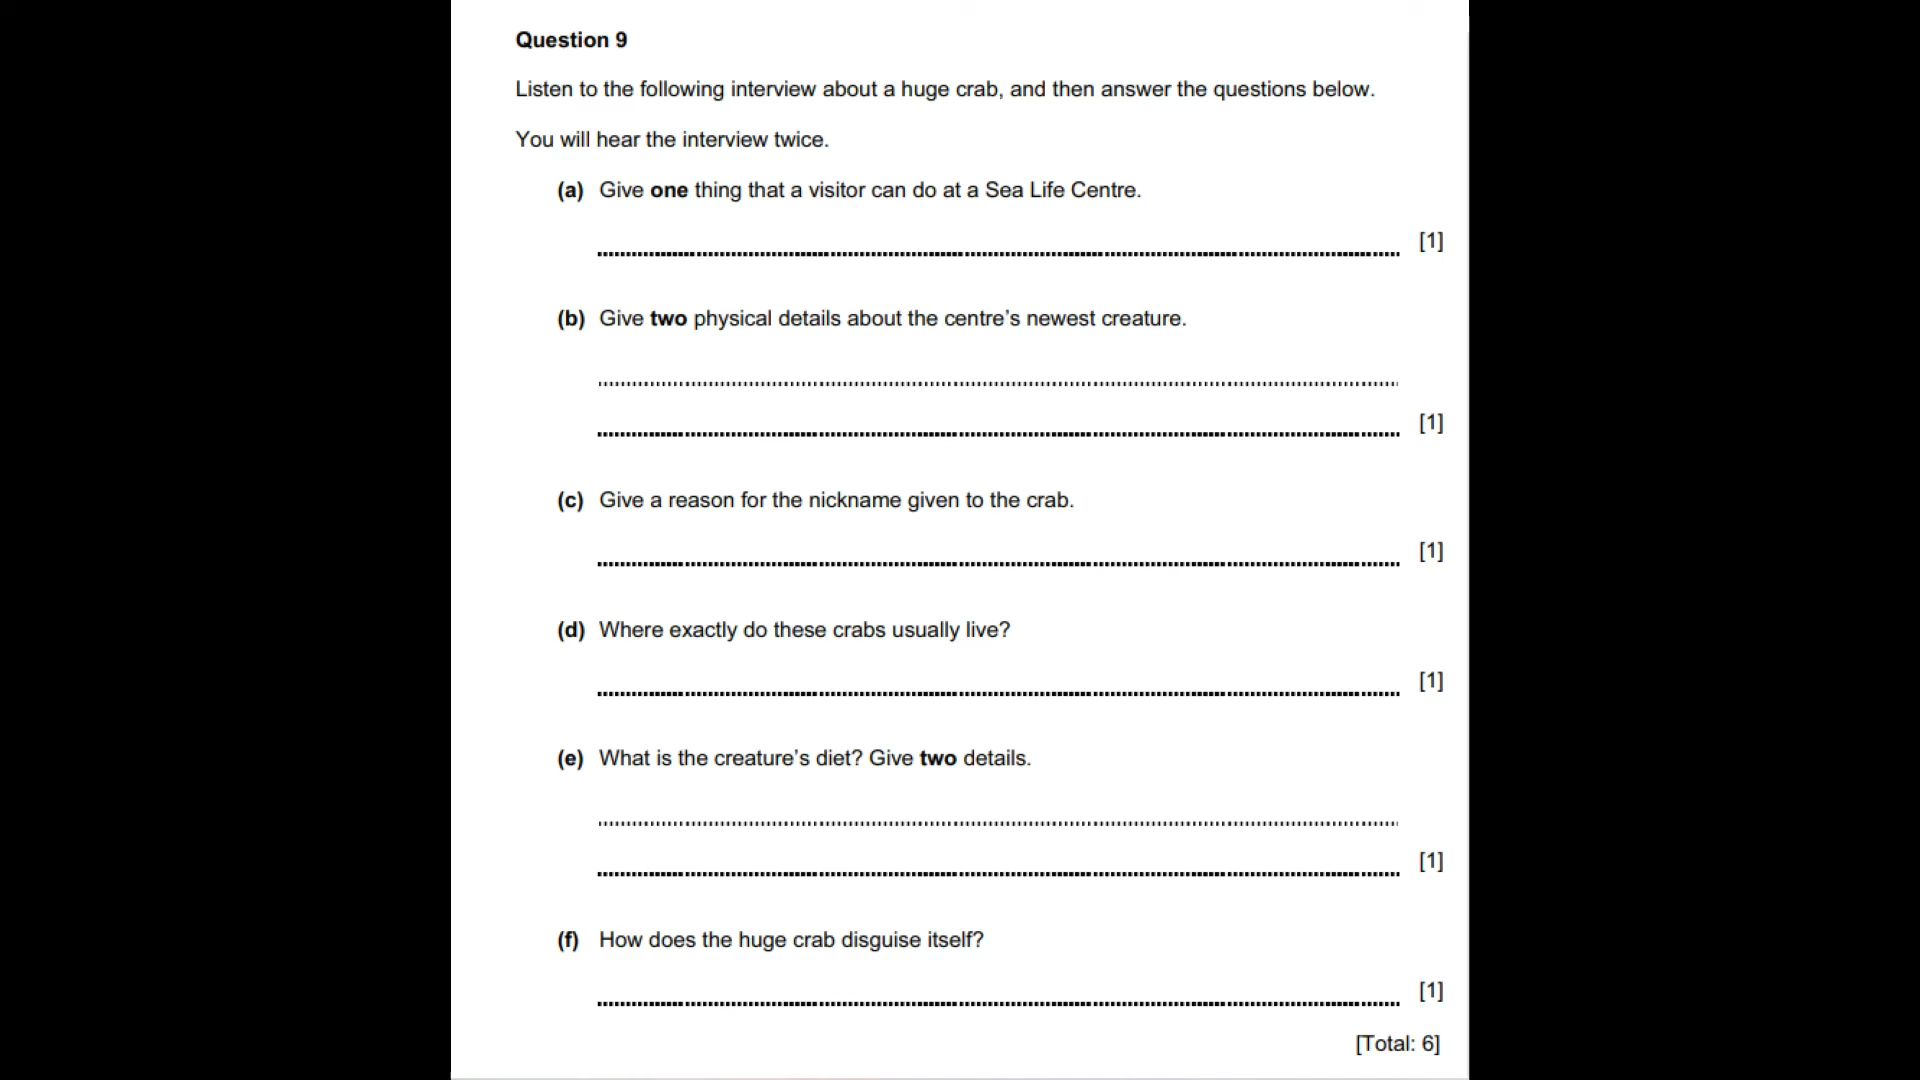 Question 9
Listen to the following interview about a huge crab, and then answer the questions below.
You will hear the interview twice.
(a) Give one thing that a visitor can do at a Sea Life Centre.
[1]
(b) Give two physical details about the centre's newest creature.
[1]
(c) Give a reason for the nickname given to the crab.
[1]
(d) Where exactly do these crabs usually live?
[1]
(e) What is the creature's diet? Give two details.
[1]
(f) How does the huge crab disguise itself?
[1]
[Total: 6]